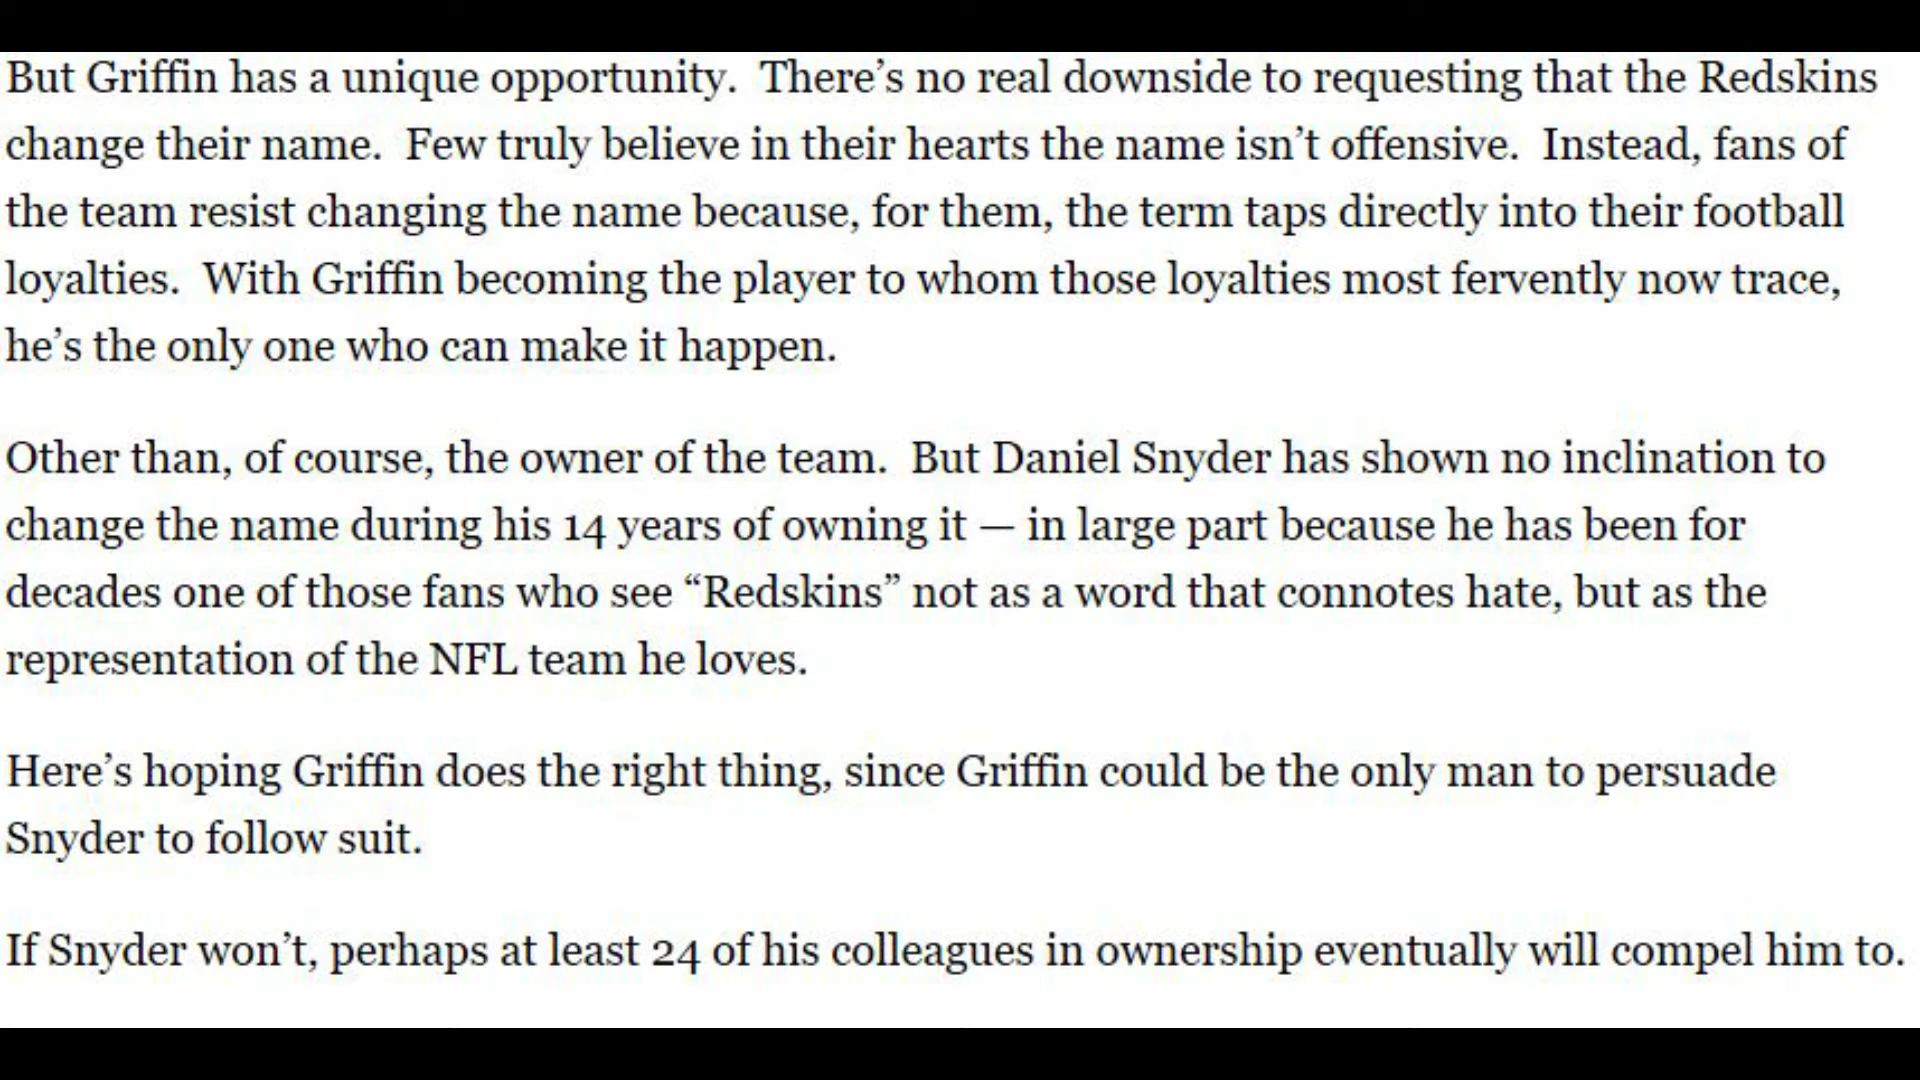 But Griffin has a unique opportunity.  There’s no real downside to requesting that the Redskins
change their name.  Few truly believe in their hearts the name isn’t offensive.  Instead, fans of
the team resist changing the name because, for them, the term taps directly into their football
loyalties.  With Griffin becoming the player to whom those loyalties most fervently now trace,
he’s the only one who can make it happen.
Other than, of course, the owner of the team.  But Daniel Snyder has shown no inclination to
change the name during his 14 years of owning it — in large part because he has been for
decades one of those fans who see “Redskins” not as a word that connotes hate, but as the
representation of the NFL team he loves.
Here’s hoping Griffin does the right thing, since Griffin could be the only man to persuade
Snyder to follow suit.
If Snyder won’t, perhaps at least 24 of his colleagues in ownership eventually will compel him to.